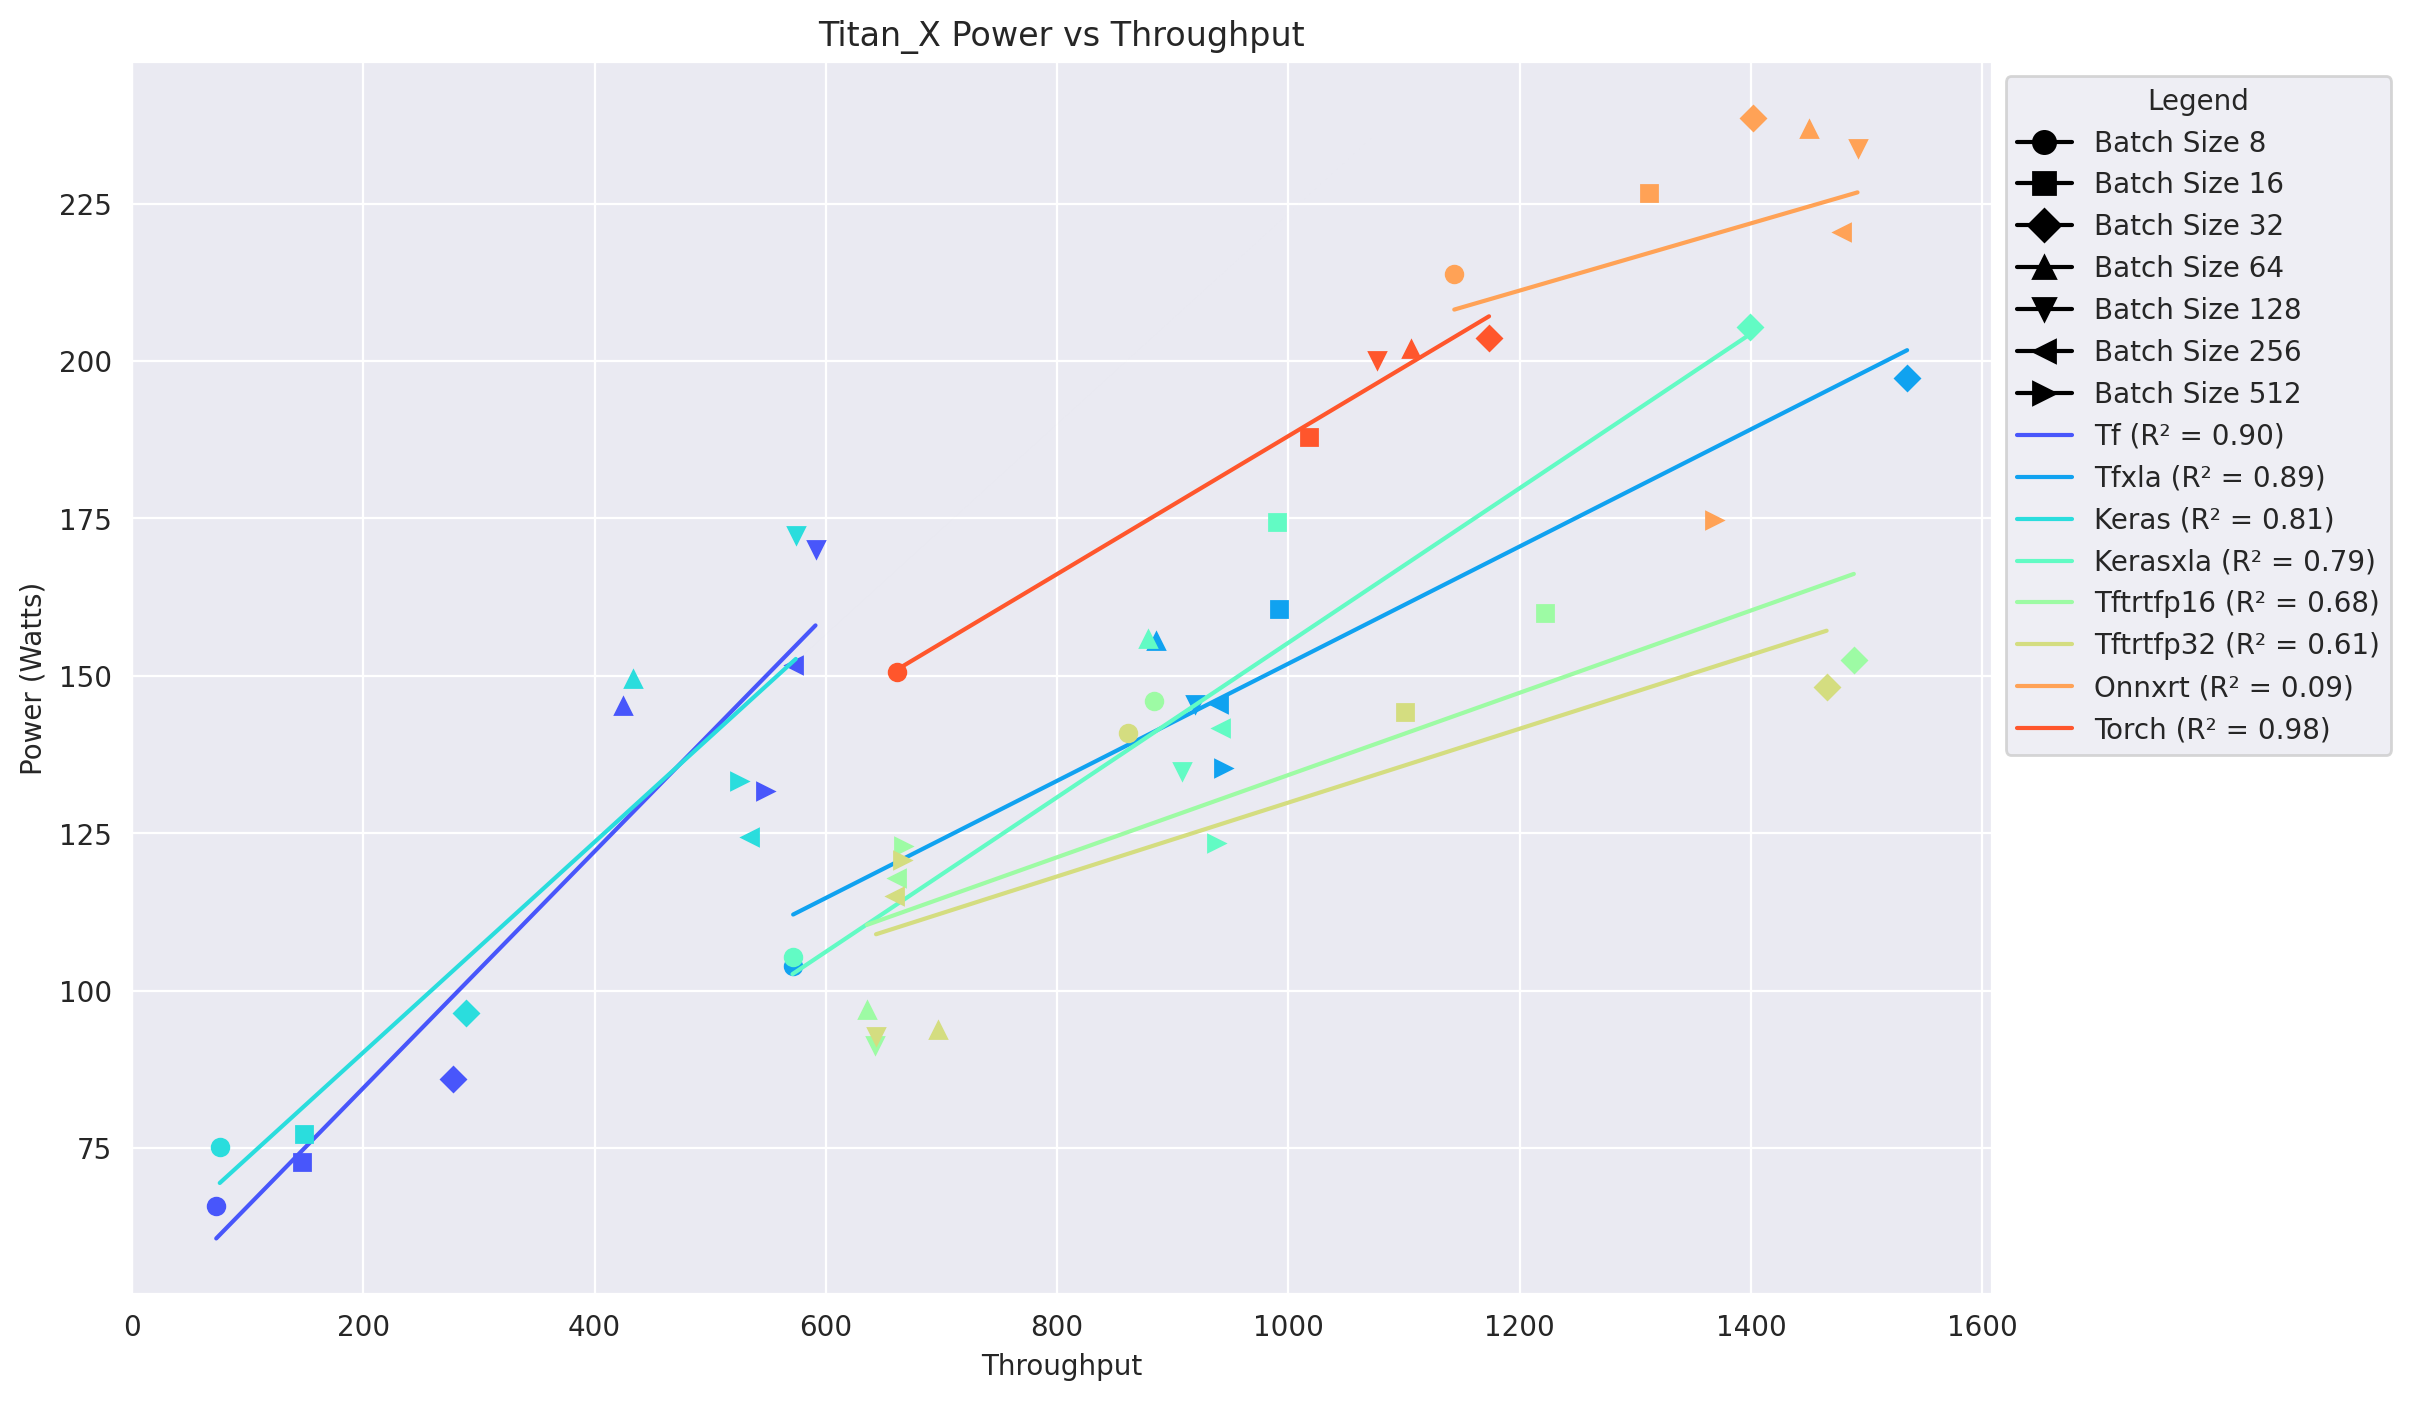 Titan_X Power vs Throughput
Power (Watts)
225
200
175
150
125
100
75
0 200 400 600 800 1000 1200 1400 1600
Throughput
Legend
Batch Size 8
Batch Size 16
Batch Size 32
Batch Size 64
Batch Size 128
Batch Size 256
Batch Size 512
Tf (R² = 0.90)
Tfxla (R² = 0.89)
Keras (R² = 0.81)
Kerasxla (R² = 0.79)
Tftrtfp16 (R² = 0.68)
Tftrtfp32 (R² = 0.61)
Onnxrt (R² = 0.09)
Torch (R² = 0.98)